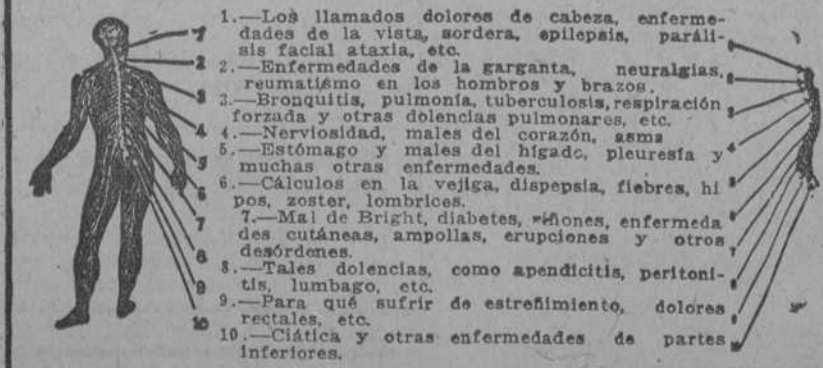 1.—Los llamados dolores de cabeza, enferme-
dades de la vista, sordera, epilepsis, paráli-
sis facial ataxia, etc.
2.—Enfermedades de la garganta, neuralgias,
reumatismo en los hombros y brazos.
3.—Bronquitis, pulmonía, tuberculosis, respiración
forzada y otras dolencias pulmonares, etc.
4.—Nerviosidad, males del corazón, asma
5.—Estómago y males del hígado, pleuresía y
muchas otras enfermedades.
6.—Cálculos en la vejiga, dispepsia, fiebres, hi
pos, zoster, lombrices.
7.—Mal de Bright, diabetes, riñones, enfermeda
des cutáneas, ampollas, erupciones y otros
desórdenes.
8.—Tales dolencias, como apendicitis, peritoni-
tis, lumbago, etc.
9.—Para qué sufrir de estreñimiento, dolores
rectales, etc.
10.—Ciática y otras enfermedades de partes
inferiores.
1
2
3
4
5
6
7
8
9
10